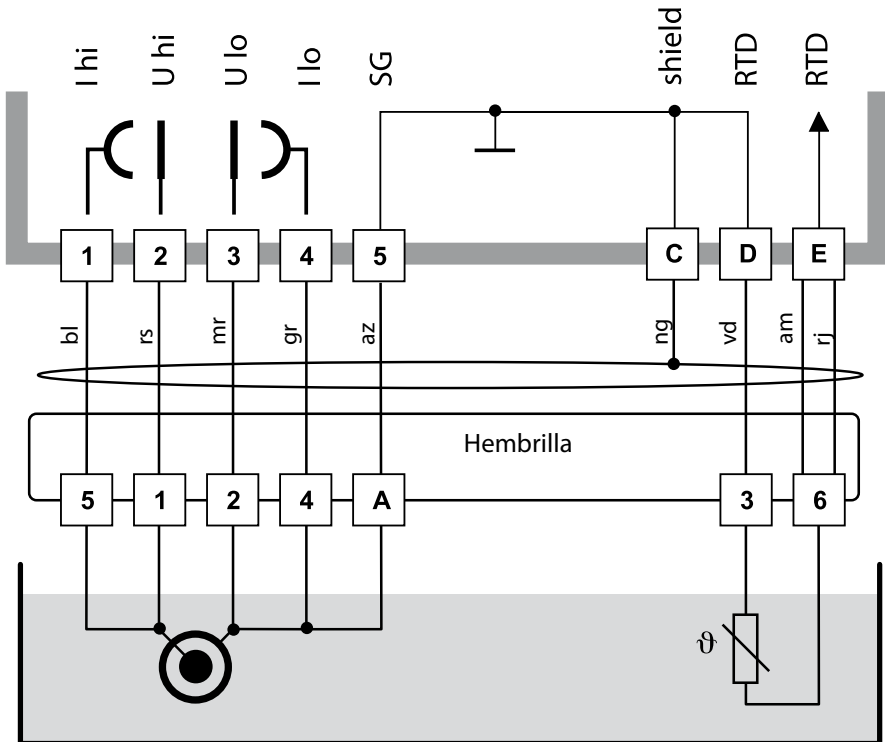 I hi U hi U lo I lo SG shield RTD RTD
1 2 3 4 5 C D E
bl rs mr gr az ng vd am rj
Hembrilla
5 1 2 4 A 3 6
ϑ